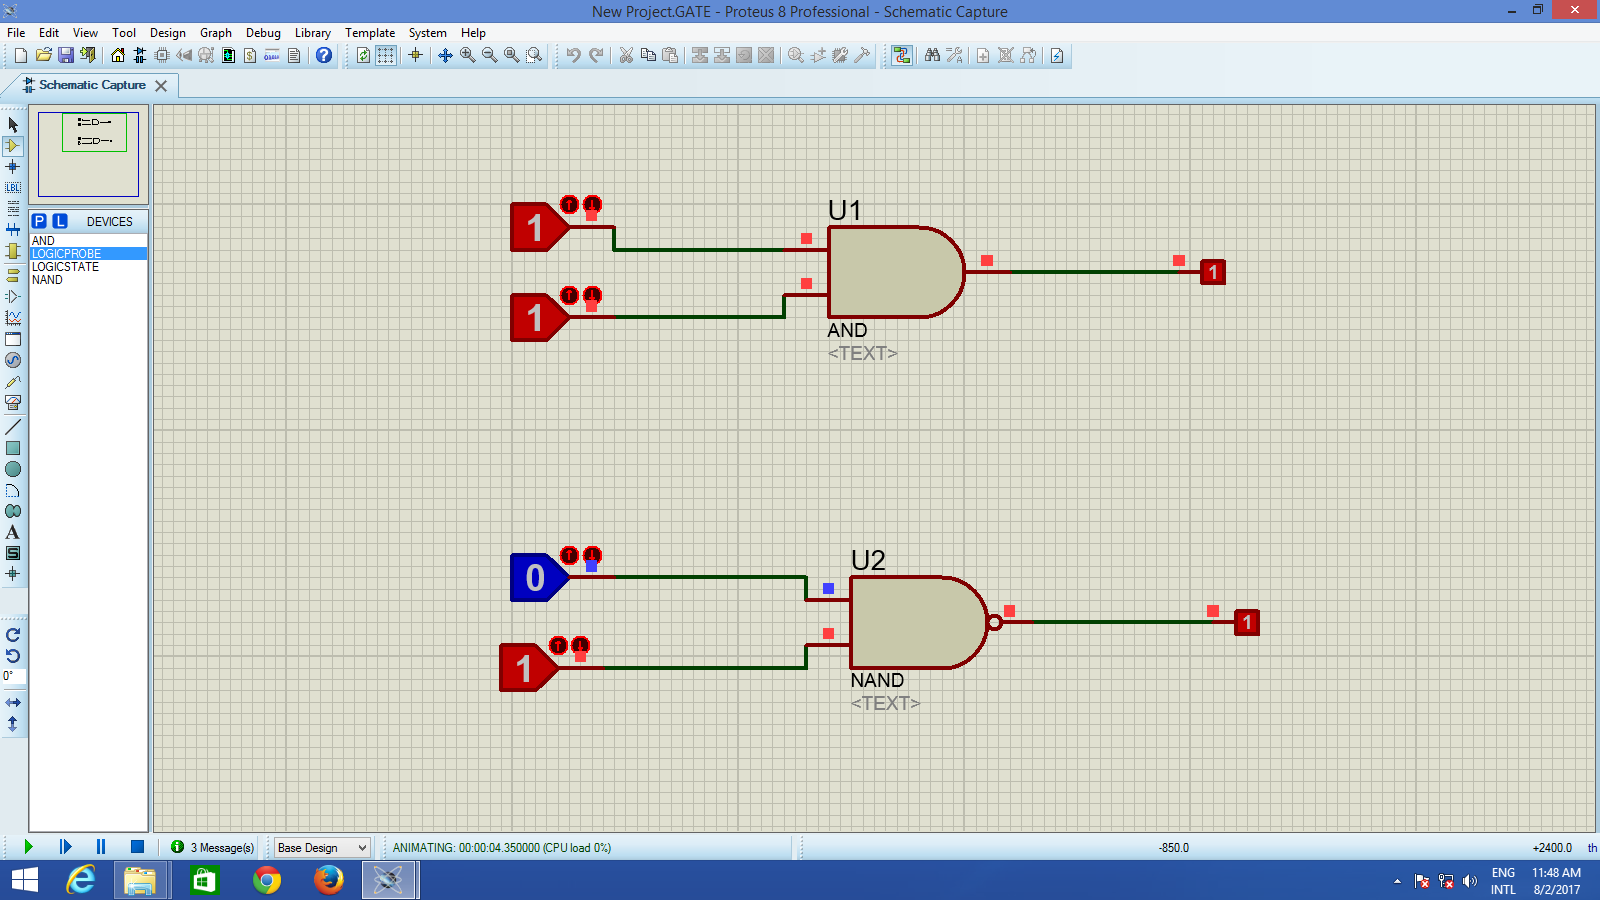 New Project.GATE - Proteus 8 Professional - Schematic Capture
File Edit View Tool Design Graph Debug Library Template System Help
Schematic Capture
P L DEVICES
AND
LOGICPROBE
LOGICSTATE
NAND
LBL
A
S
0°
1
1
U1
1
AND
<TEXT>
0
1
U2
1
NAND
<TEXT>
3 Message(s) Base Design ANIMATING: 00:00:04.350000 (CPU load 0%) -850.0 +2400.0 th
ENG 11:48 AM
INTL 8/2/2017